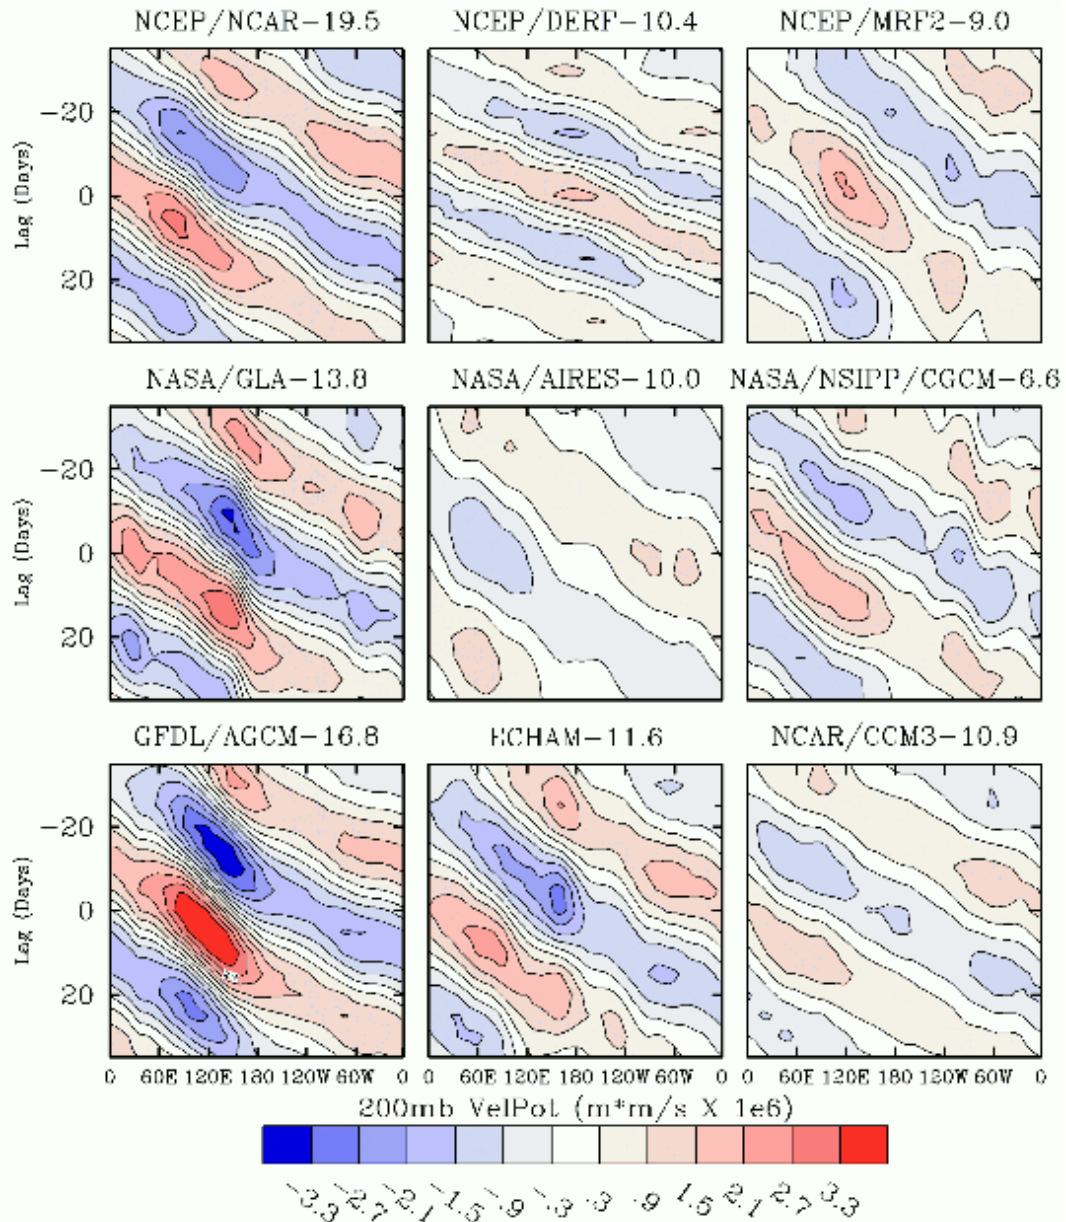 NCEP/NCAR-19.5 NCEP/DERF-10.4 NCEP/MRF2-9.0
-20
0
20
Lag (Days)
NASA/GLA-13.8 NASA/AIRES-10.0 NASA/NSIPP/CGCM-6.6
-20
0
20
Lag (Days)
GFDL/AGCM-16.8 ECHAM-11.6 NCAR/CCM3-10.9
-20
0
20
Lag (Days)
0 60E 120E 180 120W 60W 0 60E 120E 180 120W 60W 0 60E 120E 180 120W 60W 0
200mb VelPot (m*m/s X 1e6)
-3.3 -2.7 -2.1 -1.5 -.9 -.3 .3 .9 1.5 2.1 2.7 3.3